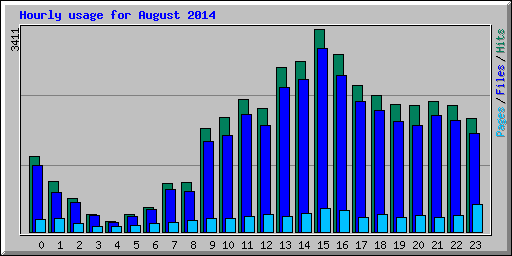 Hourly usage for August 2014
3411
Pages / Files / Hits
0 1 2 3 4 5 6 7 8 9 10 11 12 13 14 15 16 17 18 19 20 21 22 23